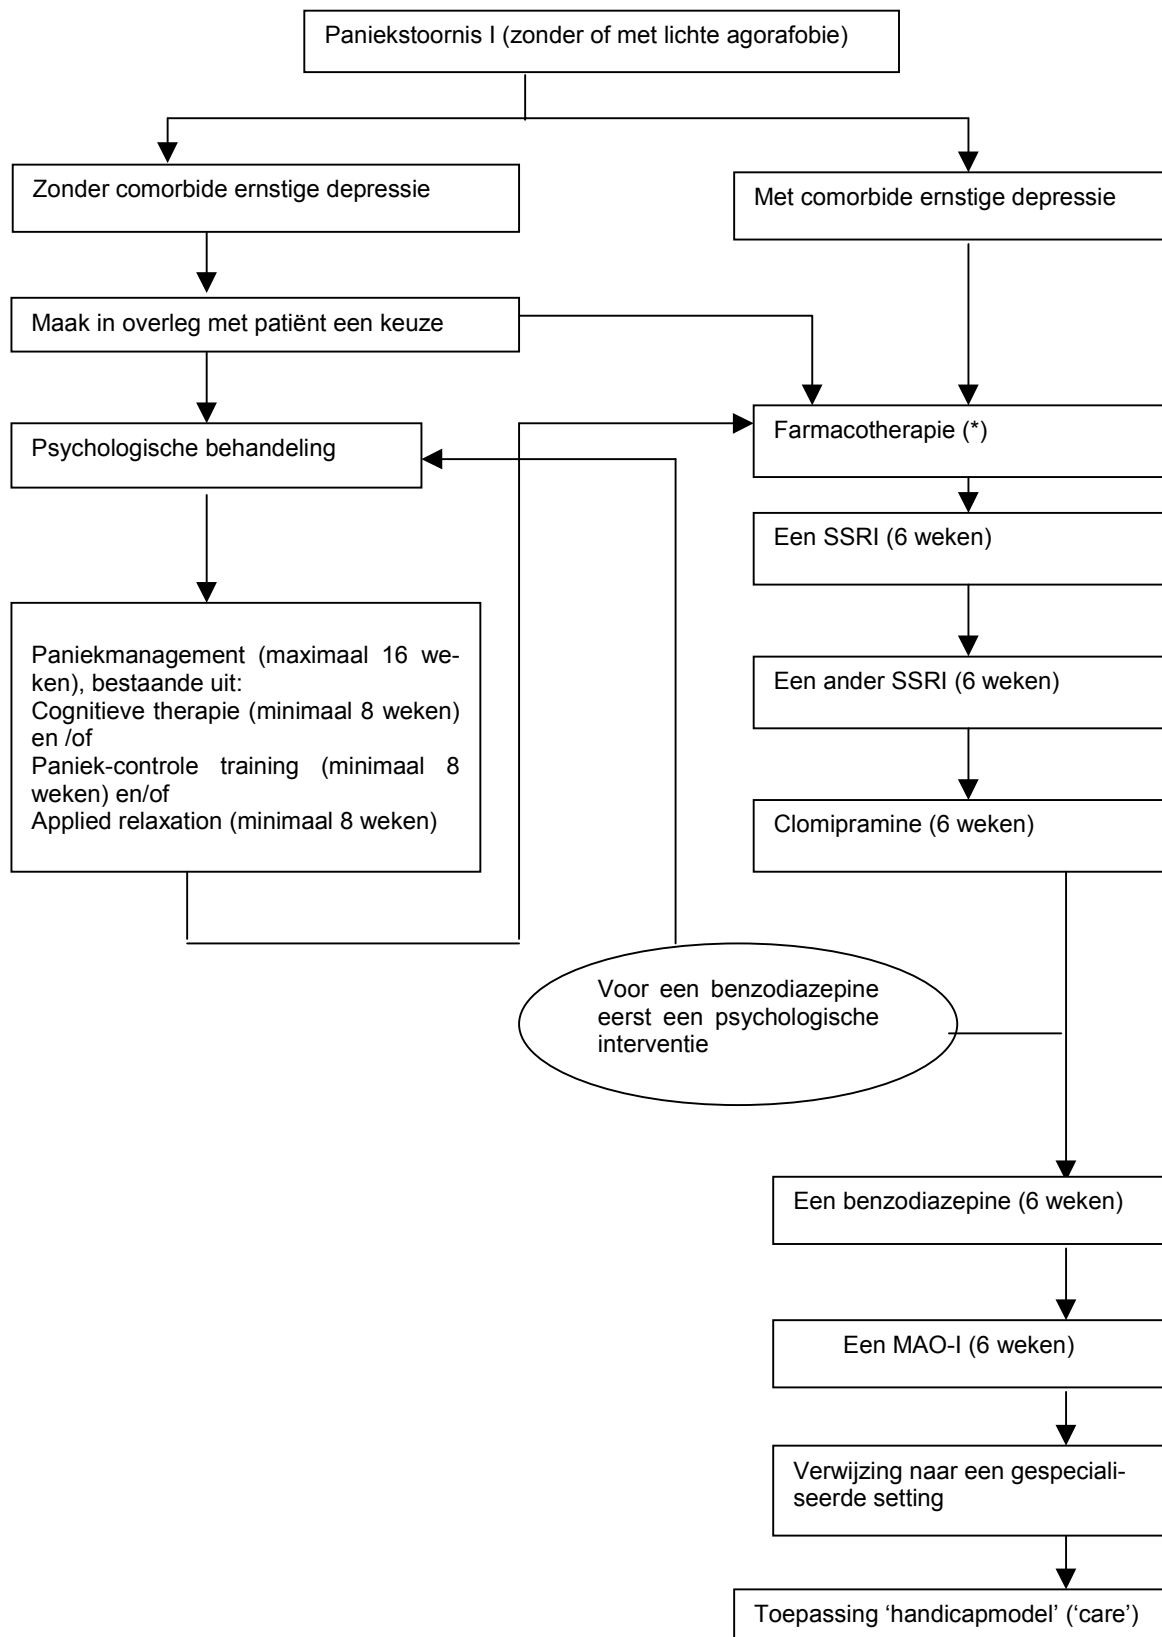 Paniekstoornis I (zonder of met lichte agorafobie)
Zonder comorbide ernstige depressie
Met comorbide ernstige depressie
Maak in overleg met patiënt een keuze
Psychologische behandeling
Farmacotherapie (*)
Een SSRI (6 weken)
Paniekmanagement (maximaal 16 we-
ken), bestaande uit:
Cognitieve therapie (minimaal 8 weken)
en /of
Paniek-controle training (minimaal 8
weken) en/of
Applied relaxation (minimaal 8 weken)
Een ander SSRI (6 weken)
Clomipramine (6 weken)
Voor een benzodiazepine
eerst een psychologische
interventie
Een benzodiazepine (6 weken)
Een MAO-I (6 weken)
Verwijzing naar een gespeciali-
seerde setting
Toepassing ‘handicapmodel’ (‘care’)